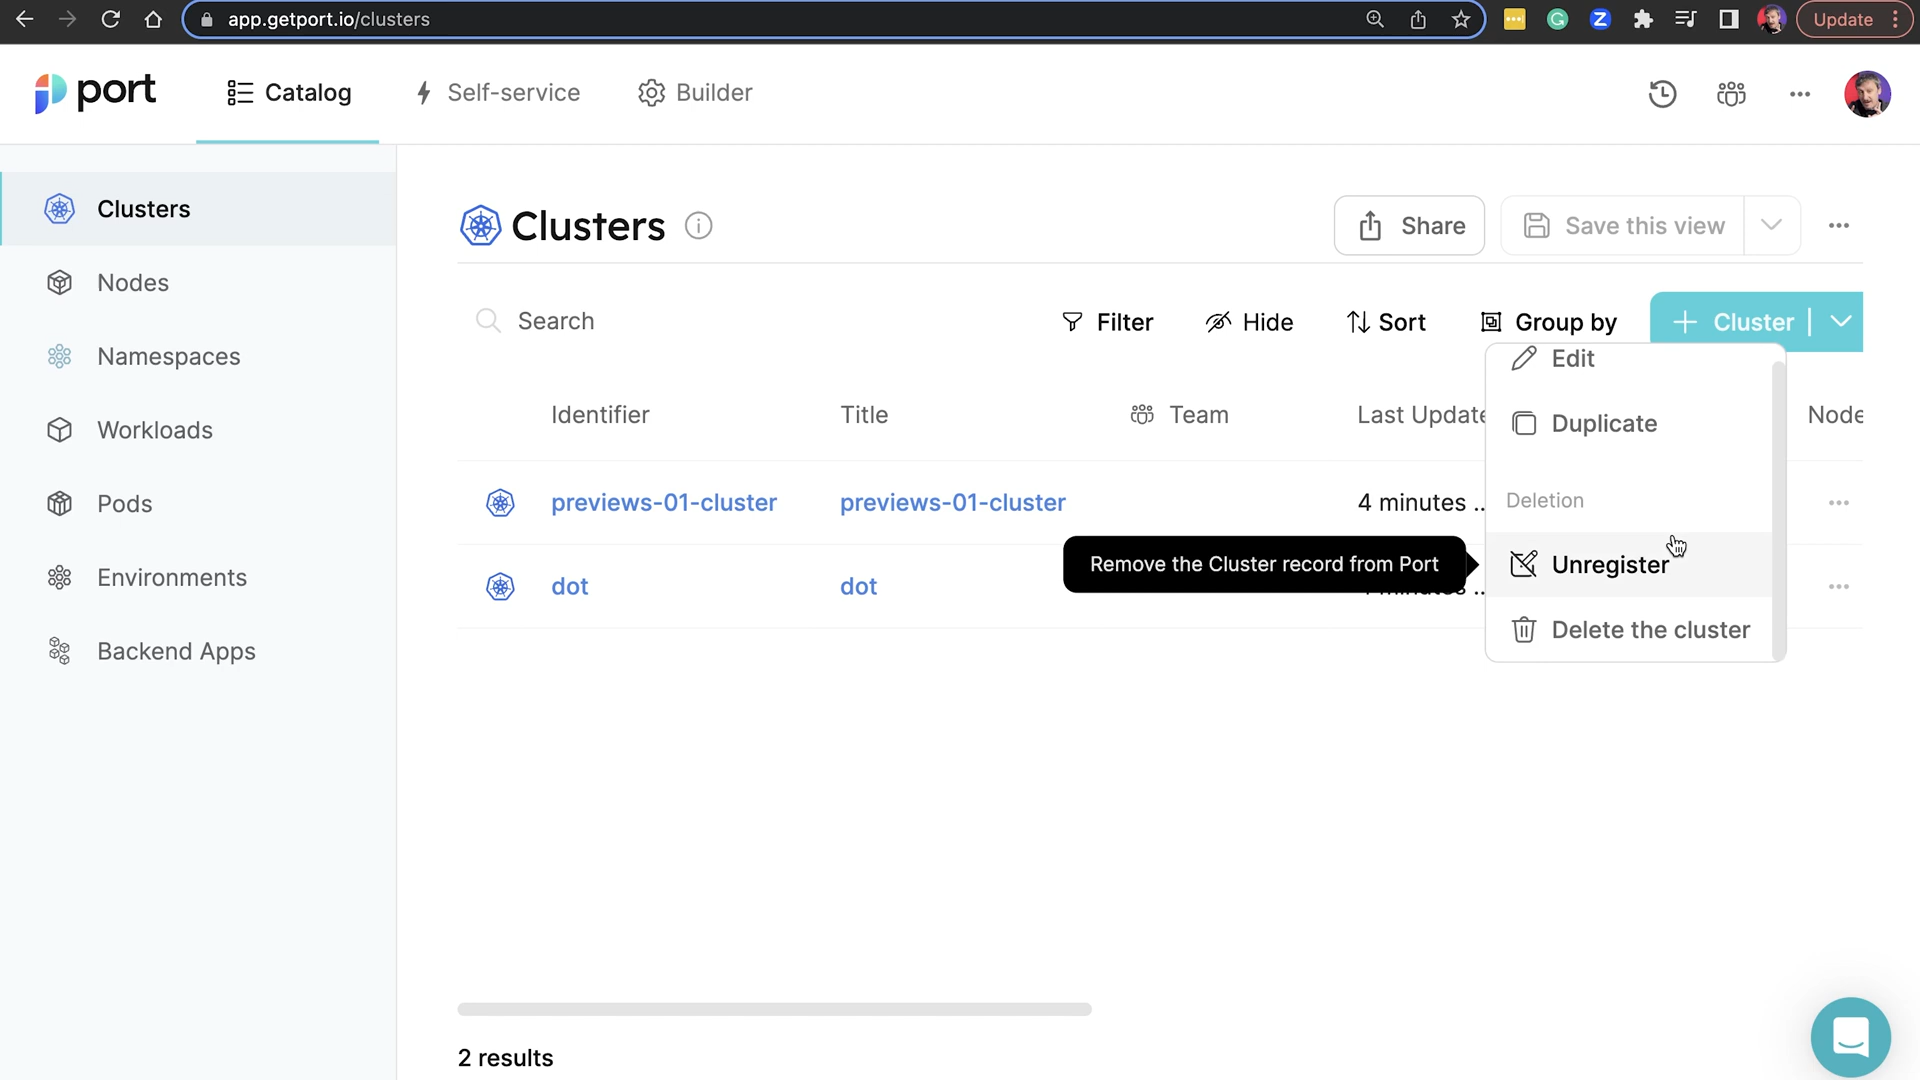 app.getport.io/clusters
Update
port
Catalog
Self-service
Builder
Clusters
Nodes
Namespaces
Workloads
Pods
Environments
Backend Apps
Clusters
Share
Save this view
Search
Filter
Hide
Sort
Group by
Cluster
Identifier
Title
Team
Last Update
Node
previews-01-cluster
previews-01-cluster
4 minutes ..
dot
dot
Edit
Duplicate
Deletion
Unregister
Delete the cluster
Remove the Cluster record from Port
2 results